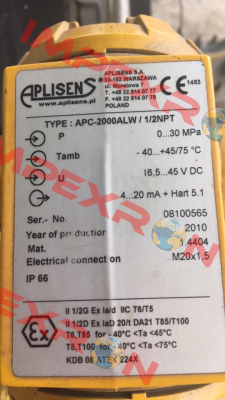 APLISENS
www.aplisens.pl
APLISENS S.A.
03-192 Warszawa
ul. Morelowa 7
T. +48 22 814 07 77
F. +48 22 814 07 78
POLAND
CE 1453
TYPE : APC-2000ALW / 1/2NPT
P 0...30 MPa
Tamb - 40...+45/75 °C
U 16,5...45 V DC
I 4...20 mA + Hart 5.1
Ser.- No. 08100565
Year of production 2010
Mat. 1.4404
Electrical connection M20x1,5
IP 66
Ex
II 1/2G Ex ia/d IIC T6/T5
II 1/2D Ex iaD 20/t DA21 T85/T100
T6,T85 for - 40°C <Ta <45°C
T5,T100 for - 40°C <Ta <75°C
KDB 08 ATEX 224X
IMPEXRON
IMPEXRON